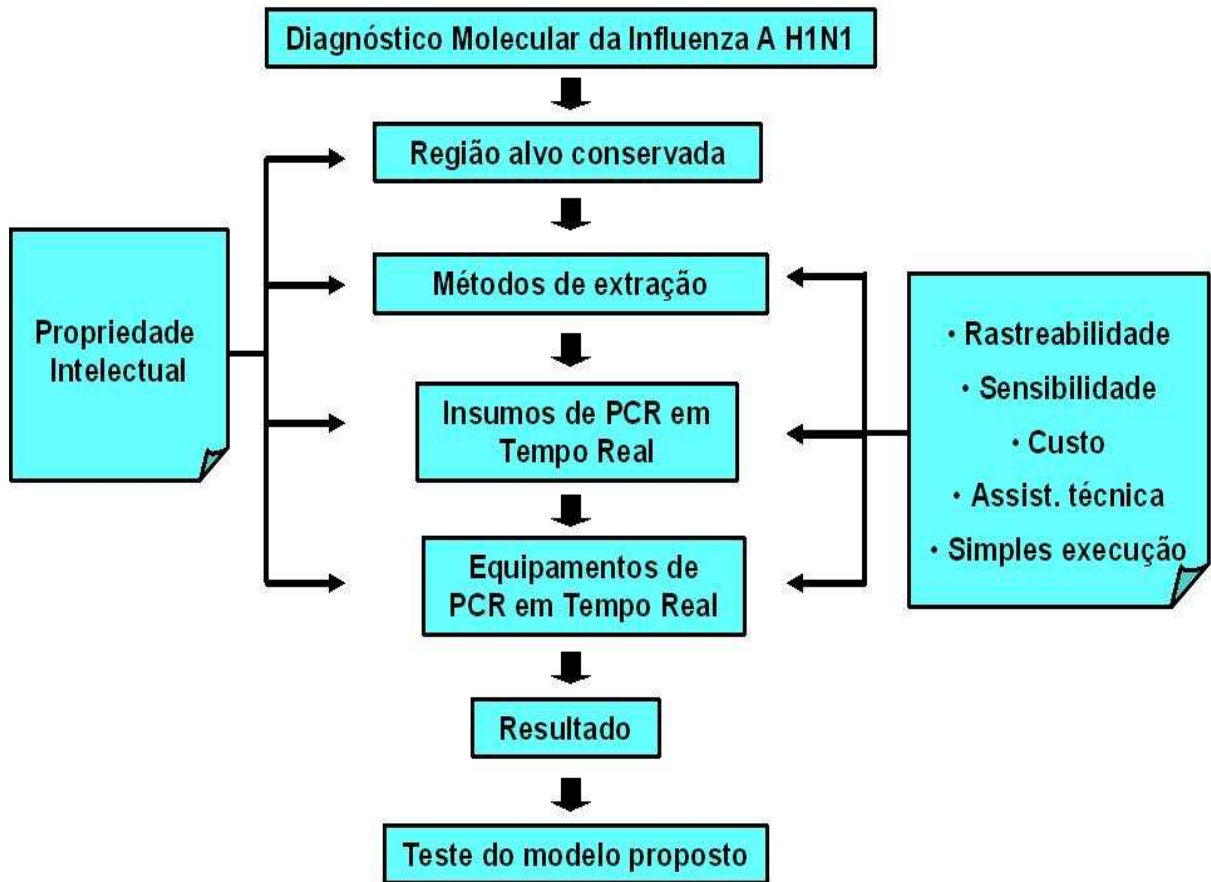 Diagnóstico Molecular da Influenza A H1N1
Região alvo conservada
Métodos de extração
Propriedade
Intelectual
Insumos de PCR em
Tempo Real
Equipamentos de
PCR em Tempo Real
• Rastreabilidade
• Sensibilidade
• Custo
• Assist. técnica
• Simples execução
Resultado
Teste do modelo proposto